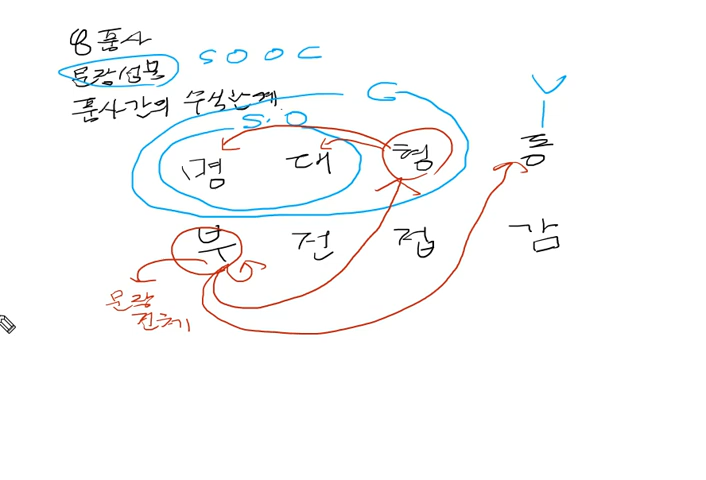 8품사
문장성분 S O O C
품사간의 수식관계.
C
S.O
V
명 대 형 동
부 전 접 감
문장
전체